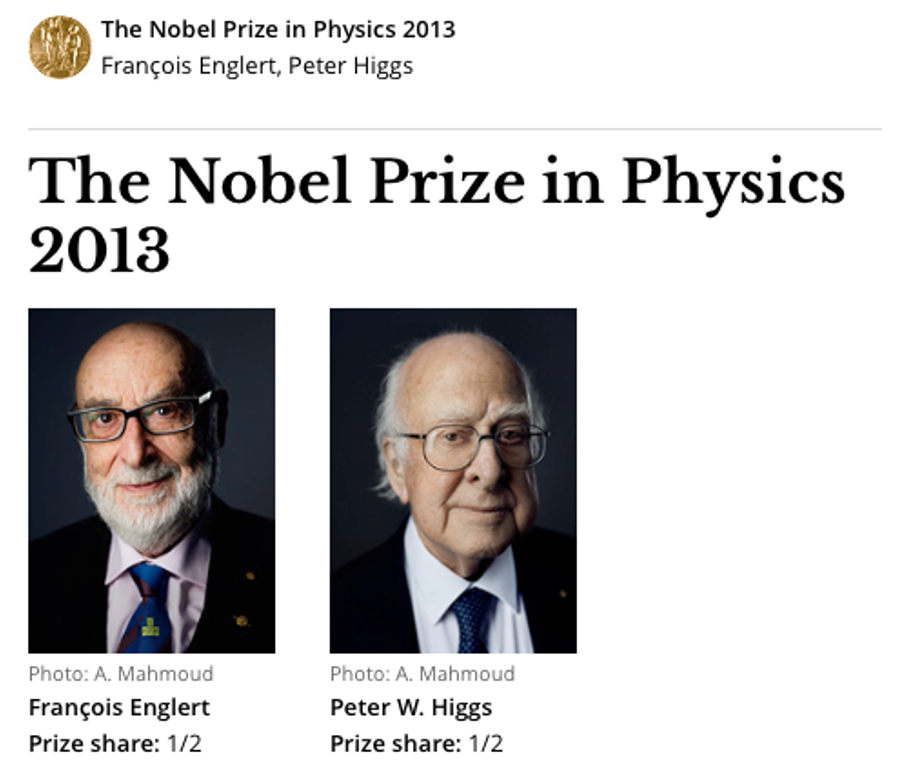 The Nobel Prize in Physics 2013
François Englert, Peter Higgs
The Nobel Prize in Physics
2013
Photo: A. Mahmoud
François Englert
Prize share: 1/2
Photo: A. Mahmoud
Peter W. Higgs
Prize share: 1/2